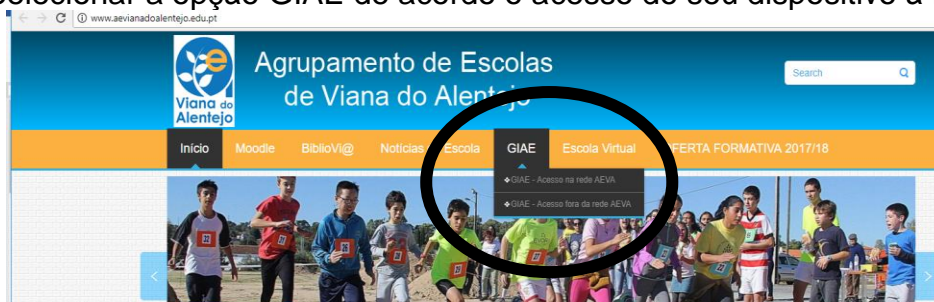 selecionar a opção GIAE de acordo o acesso do seu dispositivo à
www.aevianadoalentejo.edu.pt
Viana do
Alentejo
Agrupamento de Escolas
de Viana do Alentejo
Search
Início Moodle BiblioVi@ Notícias Escola GIAE Escola Virtual FERTA FORMATIVA 2017/18
GIAE - Acesso na rede AEVA
GIAE - Acesso fora da rede AEVA